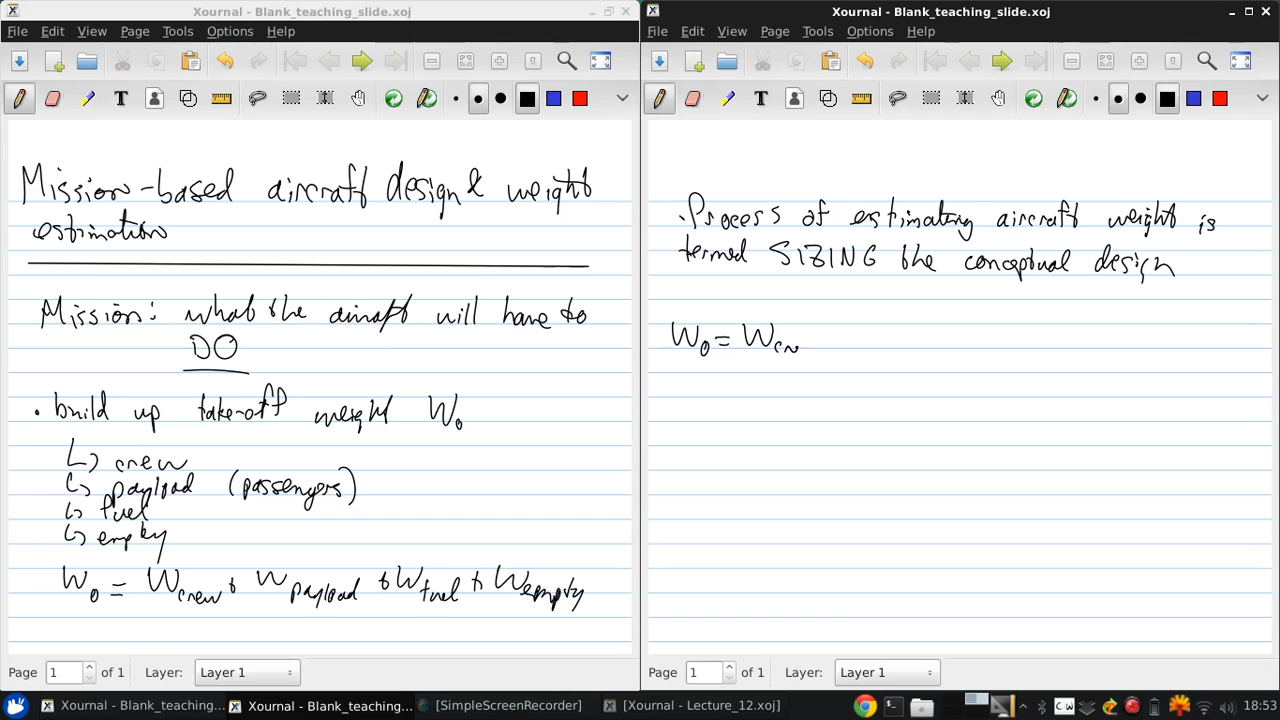 Xournal - Blank_teaching_slide.xoj
File Edit View Page Tools Options Help
Mission-based aircraft design & weight
estimation
Mission: what the aircraft will have to
DO
. build up take-off weight W0
↳ crew
↳ payload (passengers)
↳ fuel
↳ empty
W0 = Wcrew + Wpayload + Wfuel + Wempty
Page 1 of 1 Layer: Layer 1
Xournal - Blank_teaching_slide.xoj
File Edit View Page Tools Options Help
. Process of estimating aircraft weight is
termed SIZING the conceptual design
W0 = Wcr
Page 1 of 1 Layer: Layer 1
Xournal - Blank_teaching... Xournal - Blank_teaching... [SimpleScreenRecorder] [Xournal - Lecture_12.xoj] 18:53